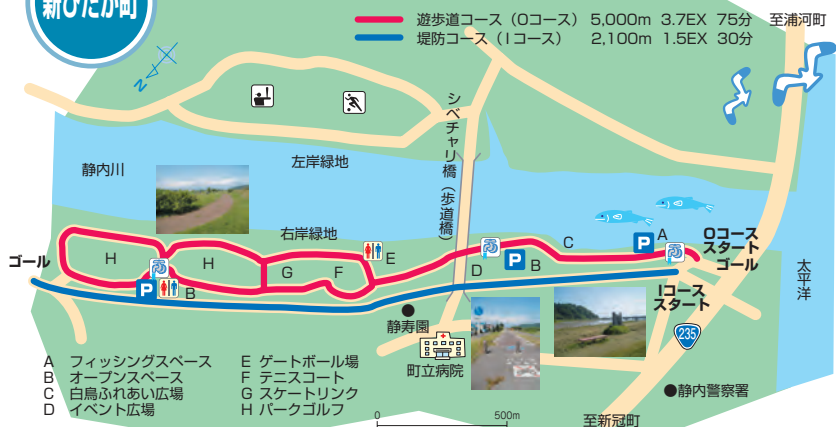 新ひだか町
遊歩道コース（Oコース） 5,000m 3.7EX 75分
堤防コース（Iコース） 2,100m 1.5EX 30分
至浦河町
N
シベチャリ橋（歩道橋）
静内川
左岸緑地
右岸緑地
ゴール
H
H
G
F
E
D
B
C
A
P
P
P
B
Oコース
スタート
ゴール
Iコース
スタート
太平洋
235
静寿園
町立病院
静内警察署
至新冠町
A フィッシングスペース
B オープンスペース
C 白鳥ふれあい広場
D イベント広場
E ゲートボール場
F テニスコート
G スケートリンク
H パークゴルフ
0 500m